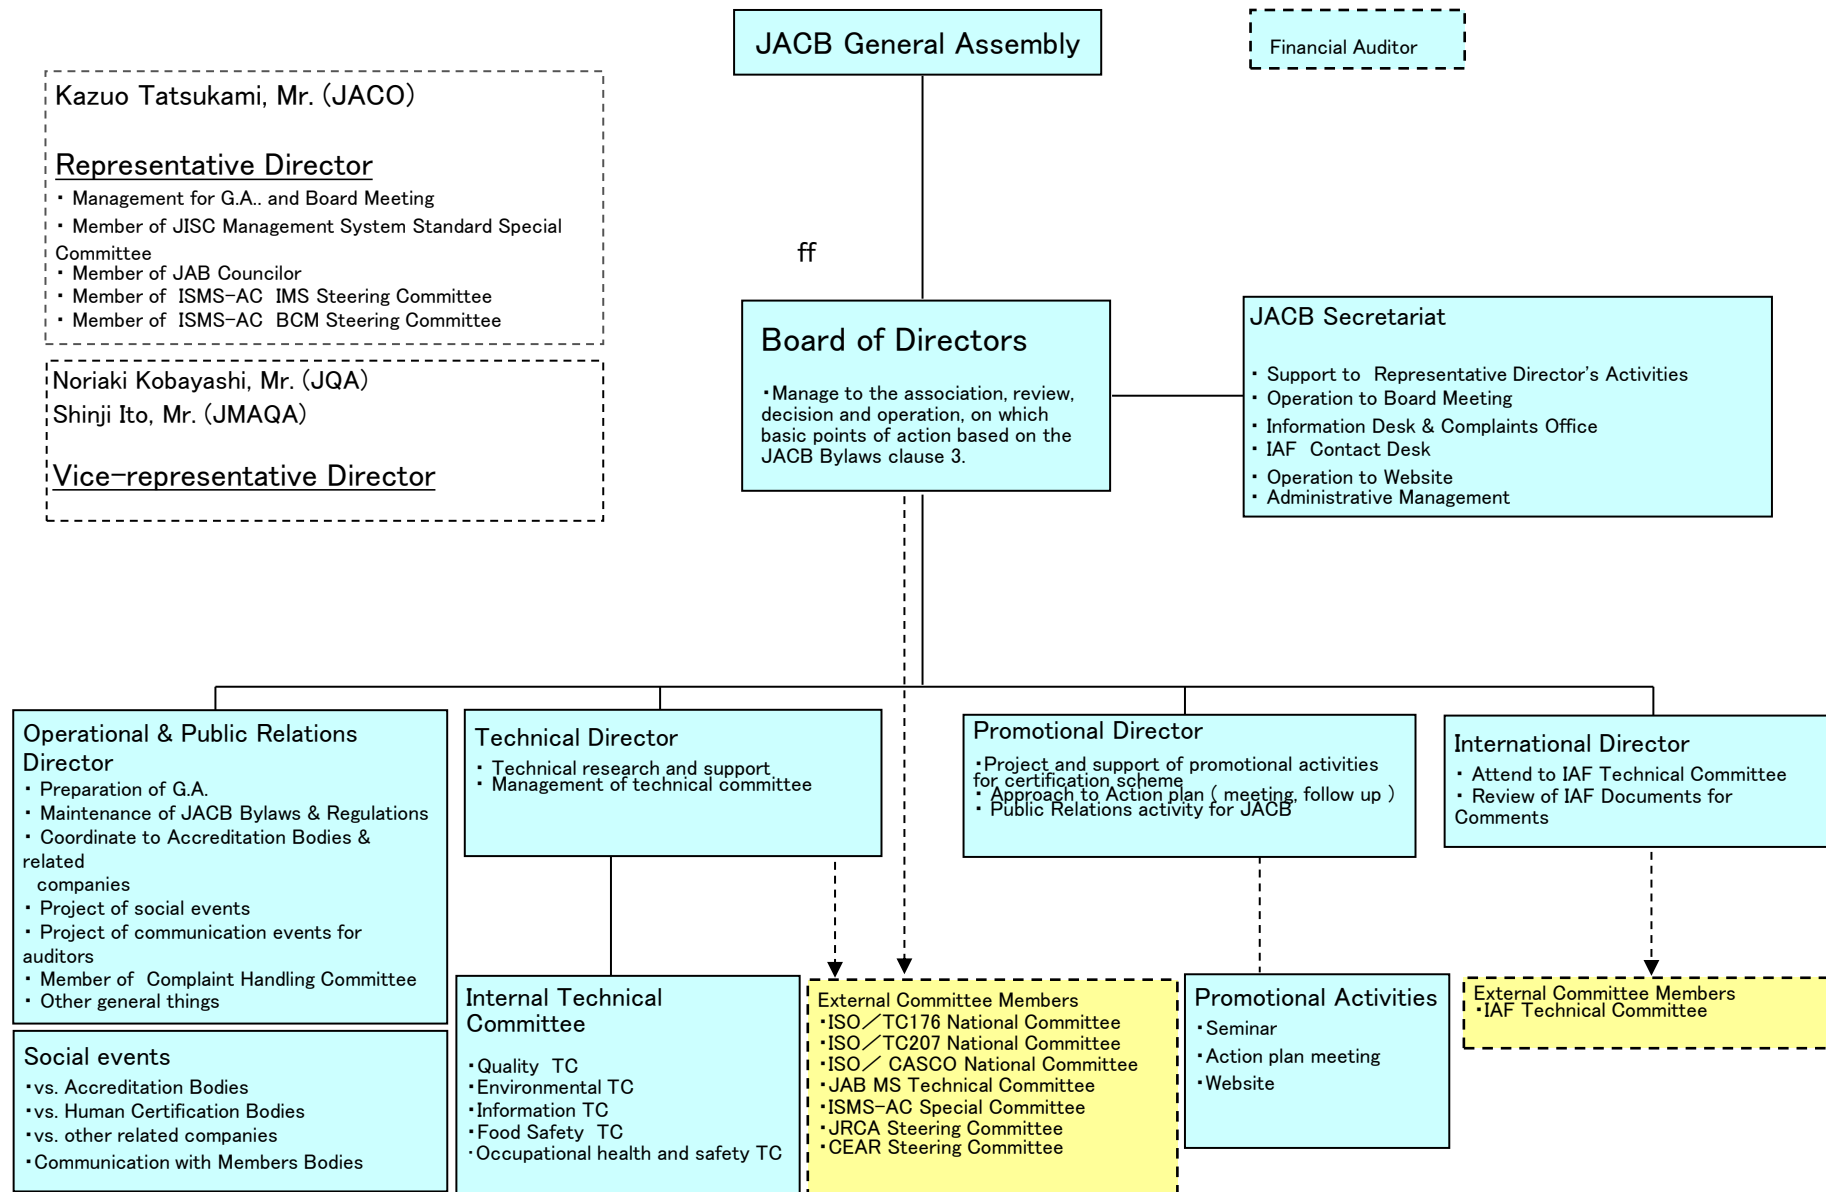 JACB General Assembly
Financial Auditor
Kazuo Tatsukami, Mr. (JACO)
Representative Director
・Management for G.A.. and Board Meeting
・Member of JISC Management System Standard Special
Committee
・Member of JAB Councilor
・Member of ISMS-AC IMS Steering Committee
・Member of ISMS-AC BCM Steering Committee
Noriaki Kobayashi, Mr. (JQA)
Shinji Ito, Mr. (JMAQA)
Vice-representative Director
ff
Board of Directors
・Manage to the association, review,
decision and operation, on which
basic points of action based on the
JACB Bylaws clause 3.
JACB Secretariat
・Support to Representative Director's Activities
・Operation to Board Meeting
・Information Desk & Complaints Office
・IAF Contact Desk
・Operation to Website
・Administrative Management
Operational & Public Relations
Director
・Preparation of G.A.
・Maintenance of JACB Bylaws & Regulations
・Coordinate to Accreditation Bodies &
related
companies
・Project of social events
・Project of communication events for
auditors
・Member of Complaint Handling Committee
・Other general things
Technical Director
・Technical research and support
・Management of technical committee
Promotional Director
・Project and support of promotional activities
for certification scheme
・Approach to Action plan ( meeting, follow up )
・Public Relations activity for JACB
International Director
・Attend to IAF Technical Committee
・Review of IAF Documents for
Comments
Social events
・vs. Accreditation Bodies
・vs. Human Certification Bodies
・vs. other related companies
・Communication with Members Bodies
Internal Technical
Committee
・Quality TC
・Environmental TC
・Information TC
・Food Safety TC
・Occupational health and safety TC
External Committee Members
・ISO／TC176 National Committee
・ISO／TC207 National Committee
・ISO／ CASCO National Committee
・JAB MS Technical Committee
・ISMS-AC Special Committee
・JRCA Steering Committee
・CEAR Steering Committee
Promotional Activities
・Seminar
・Action plan meeting
・Website
External Committee Members
・IAF Technical Committee